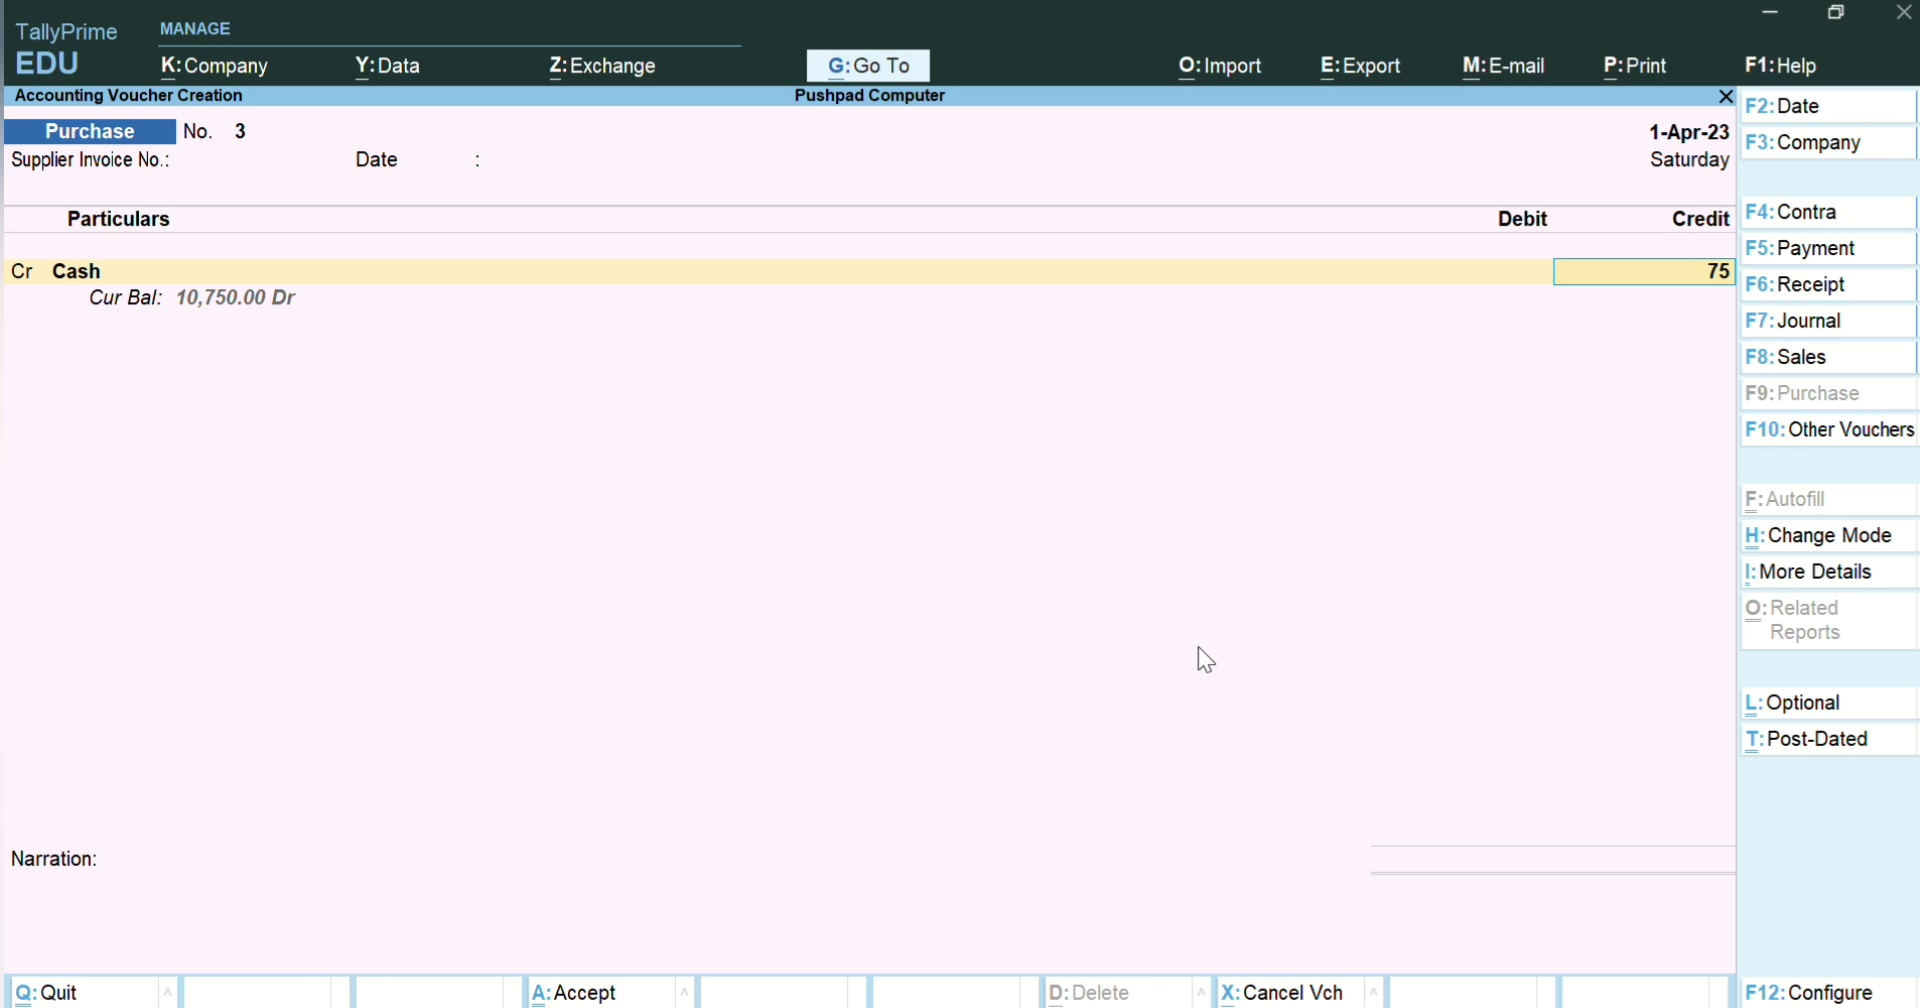 TallyPrime
EDU
MANAGE
K:Company
Y:Data
Z:Exchange
G:Go To
O:Import
E:Export
M:E-mail
P:Print
F1:Help
Accounting Voucher Creation
Pushpad Computer
Purchase No. 3
1-Apr-23
Supplier Invoice No.:
Date :
Saturday
Particulars
Debit
Credit
Cr Cash
75
Cur Bal: 10,750.00 Dr
Narration:
F2:Date
F3:Company
F4:Contra
F5:Payment
F6:Receipt
F7:Journal
F8:Sales
F9:Purchase
F10:Other Vouchers
F:Autofill
H:Change Mode
I:More Details
O:Related
Reports
L:Optional
T:Post-Dated
Q:Quit
A:Accept
D:Delete
X:Cancel Vch
F12:Configure